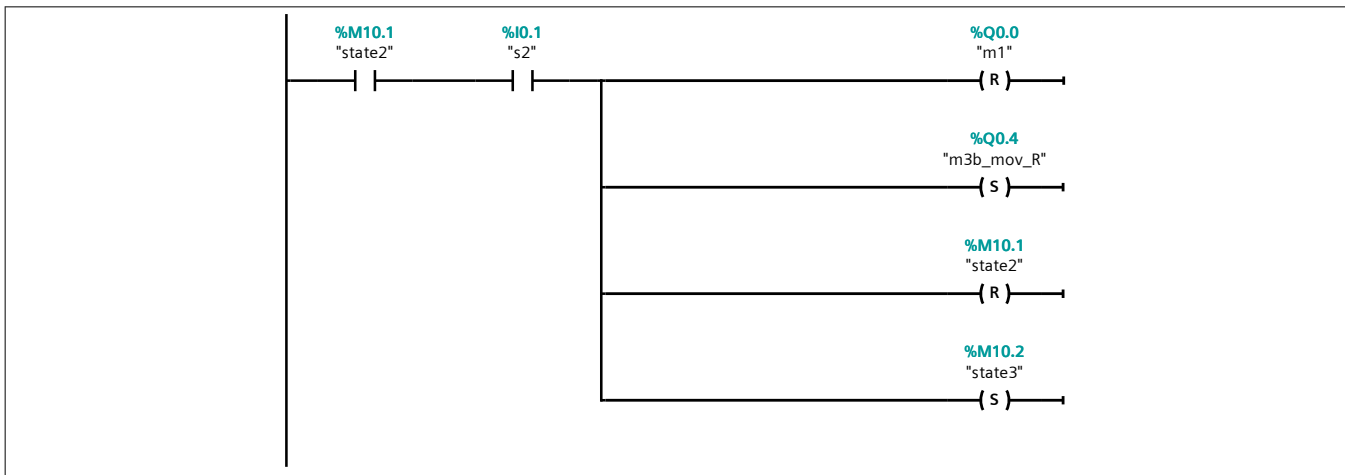 %M10.1 %I0.1 %Q0.0
"state2" "s2" "m1"
R
%Q0.4
"m3b_mov_R"
S
%M10.1
"state2"
R
%M10.2
"state3"
S